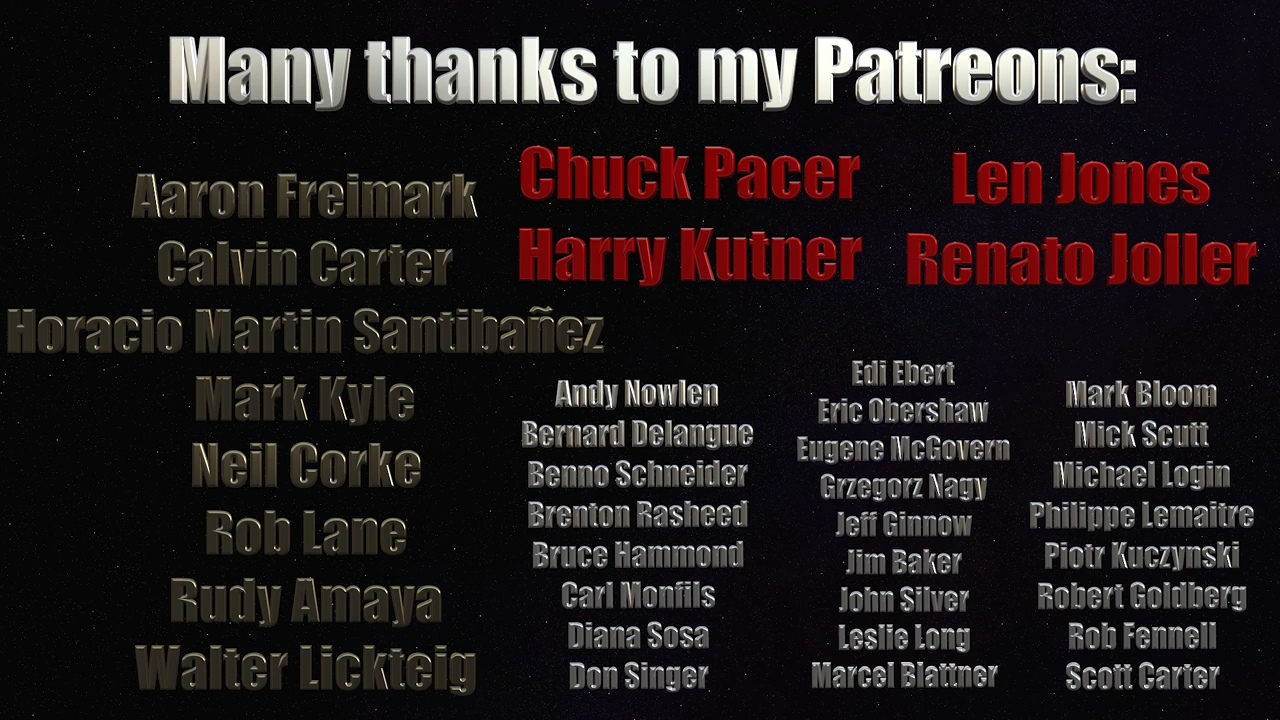 Many thanks to my Patreons:
Aaron Freimark
Calvin Carter
Horacio Martin Santibañez
Mark Kyle
Neil Corke
Rob Lane
Rudy Amaya
Walter Lickteig
Chuck Pacer
Harry Kutner
Len Jones
Renato Joller
Andy Nowlen
Bernard Delangue
Benno Schneider
Brenton Rasheed
Bruce Hammond
Carl Monfils
Diana Sosa
Don Singer
Edi Ebert
Eric Obershaw
Eugene McGovern
Grzegorz Nagy
Jeff Ginnow
Jim Baker
John Silver
Leslie Long
Marcel Blattner
Mark Bloom
Mick Scutt
Michael Login
Philippe Lemaitre
Piotr Kuczynski
Robert Goldberg
Rob Fennell
Scott Carter